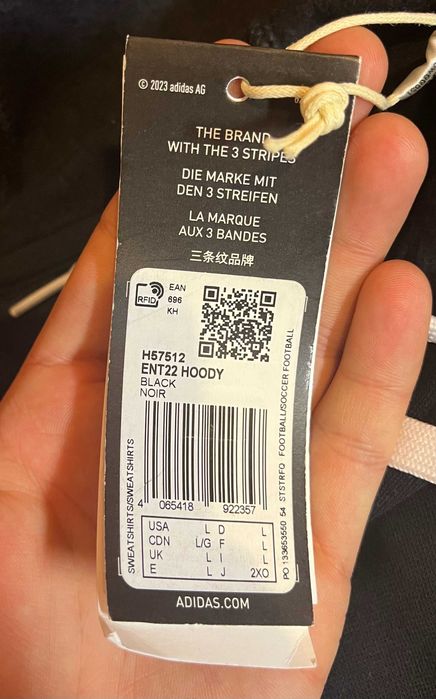 © 2023 adidas AG
THE BRAND
WITH THE 3 STRIPES
DIE MARKE MIT
DEN 3 STREIFEN
LA MARQUE
AUX 3 BANDES
三条纹品牌
RFID
EAN
696
KH
H57512
ENT22 HOODY
BLACK
NOIR
4 065418 922357
USA L D L
CDN L/G F L
UK L I L
E L J 2XO
SWEATSHIRTS/SWEATSHIRTS
PO 133653550 54 STSTRFQ FOOTBALL/SOCCER FOOTBALL
ADIDAS.COM